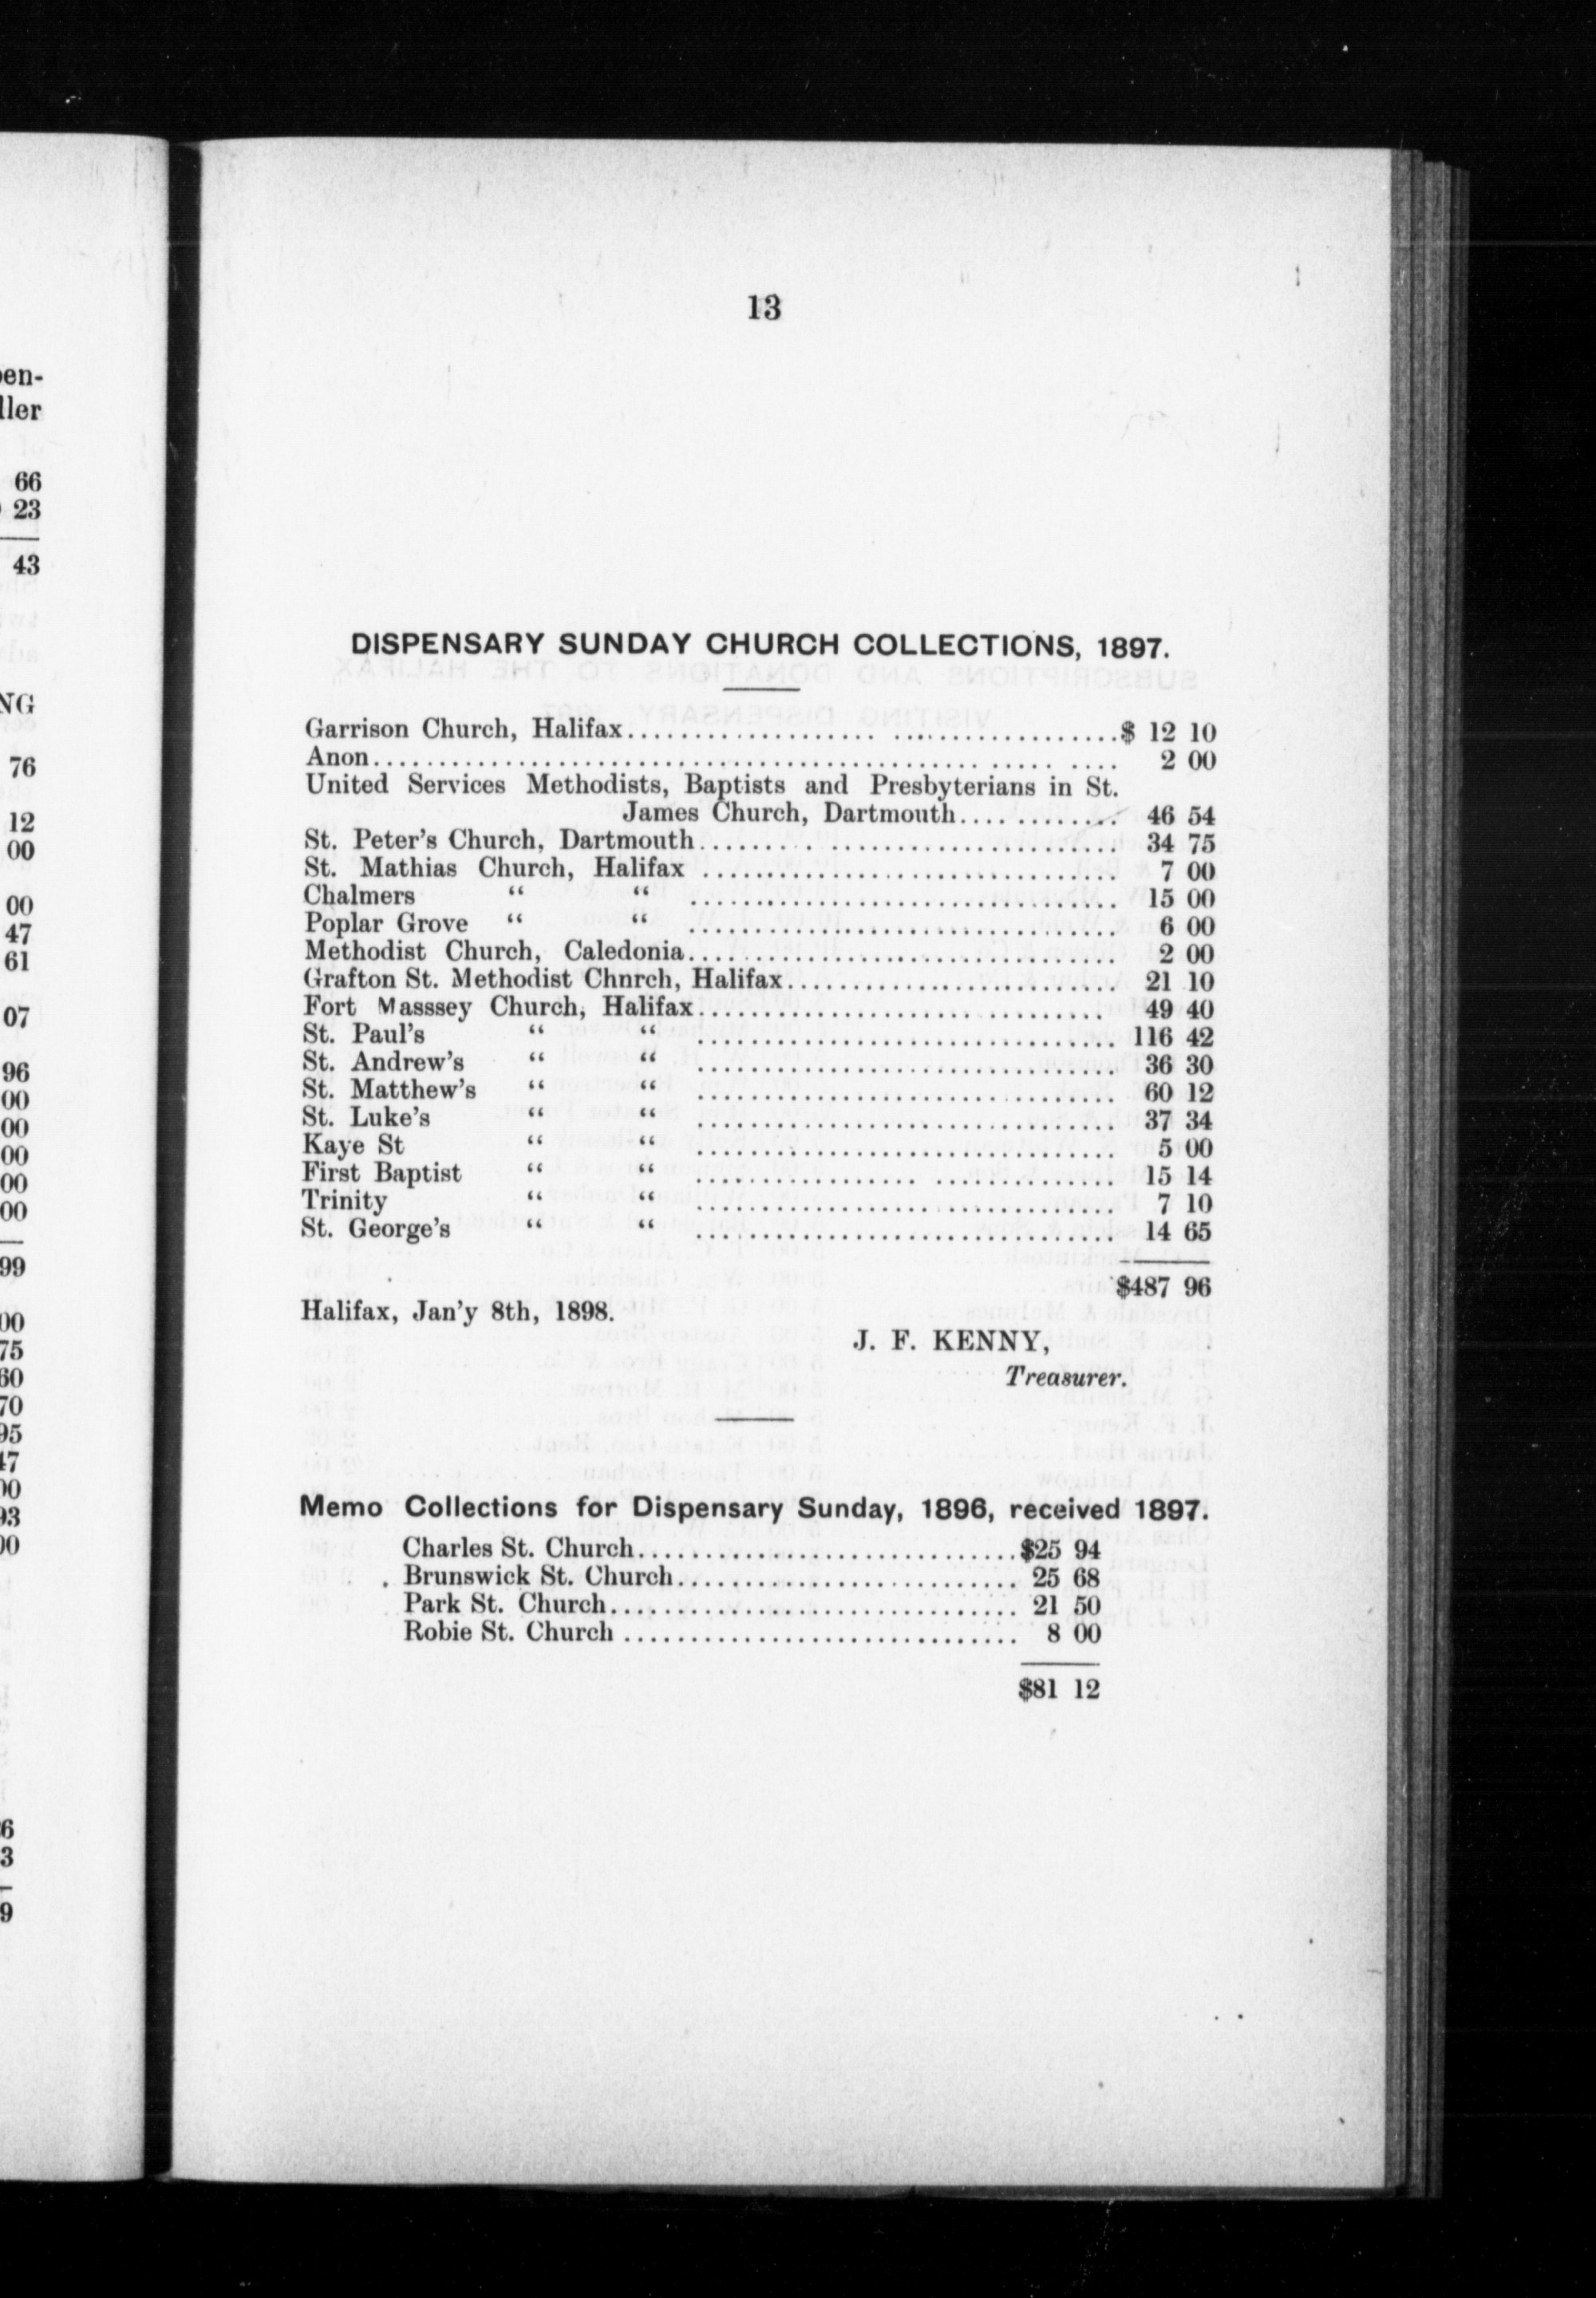 13
DISPENSARY SUNDAY CHURCH COLLECTIONS, 1897.
Garrison Church, Halifax.................... ....................$ 12 10
Anon................................................ ..... .... 2 00
United Services Methodists, Baptists and Presbyterians in St.
James Church, Dartmouth.... ........ 46 54
St. Peter's Church, Dartmouth........ ...................... 34 75
St. Mathias Church, Halifax ............................... 7 00
Chalmers “ “ ................................ 15 00
Poplar Grove “ “ ................................ 6 00
Methodist Church, Caledonia................................ 2 00
Grafton St. Methodist Chnrch, Halifax......................... 21 10
Fort Masssey Church, Halifax............................... 49 40
St. Paul's “ “ ................................ 116 42
St. Andrew's “ “ ................................ 36 30
St. Matthew's “ “ ................................ 60 12
St. Luke's “ “ ................................ 37 34
Kaye St “ “ ................................ 5 00
First Baptist “ “ ................. .............. 15 14
Trinity “ “ ................................ 7 10
St. George's “ “ ................................ 14 65
$487 96
Halifax, Jan'y 8th, 1898.
J. F. KENNY,
Treasurer.
Memo Collections for Dispensary Sunday, 1896, received 1897.
Charles St. Church.............................$25 94
Brunswick St. Church.......................... 25 68
Park St. Church............................... 21 50
Robie St. Church .............................. 8 00
$81 12